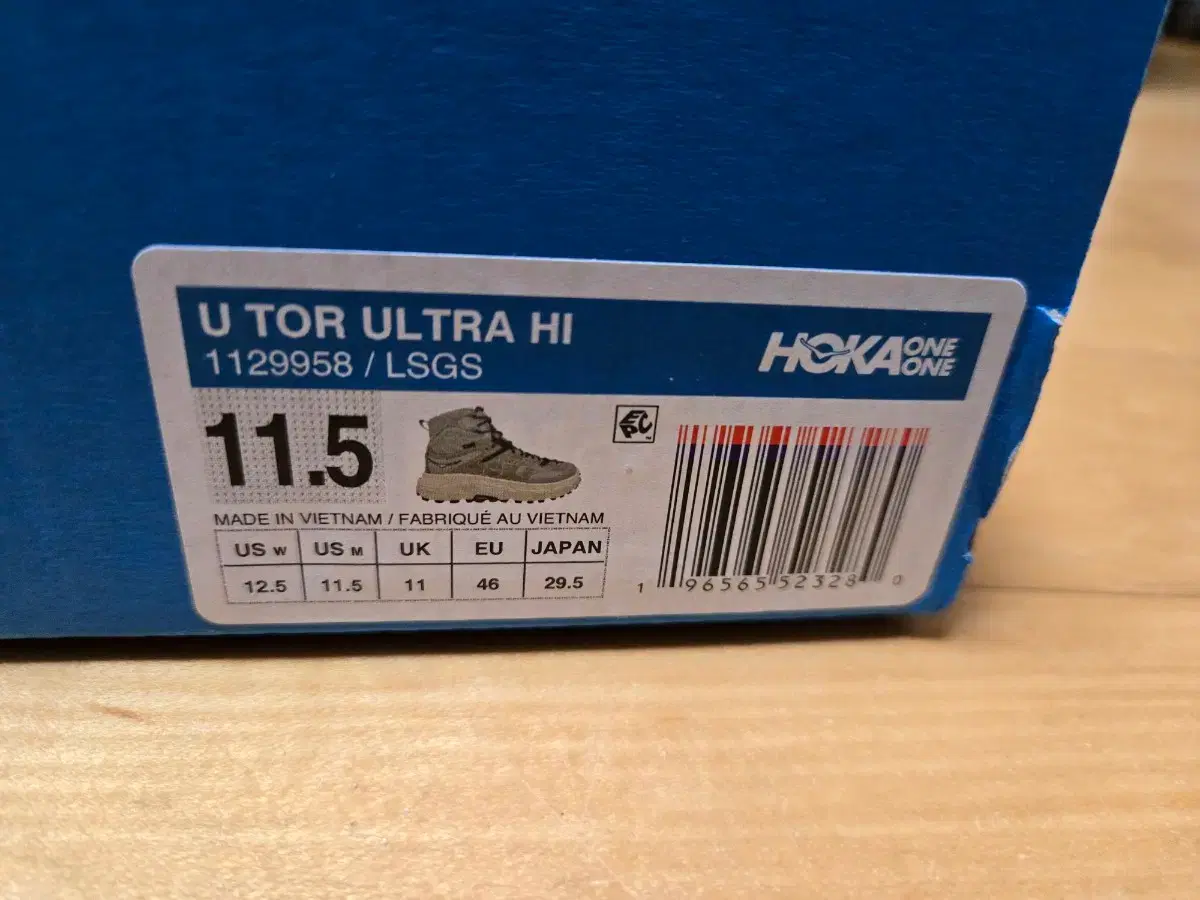 U TOR ULTRA HI
1129958 / LSGS
HOKA ONE ONE
11.5
EPC
MADE IN VIETNAM / FABRIQUÉ AU VIETNAM
US W US M UK EU JAPAN
12.5 11.5 11 46 29.5
1 96565 52328 0